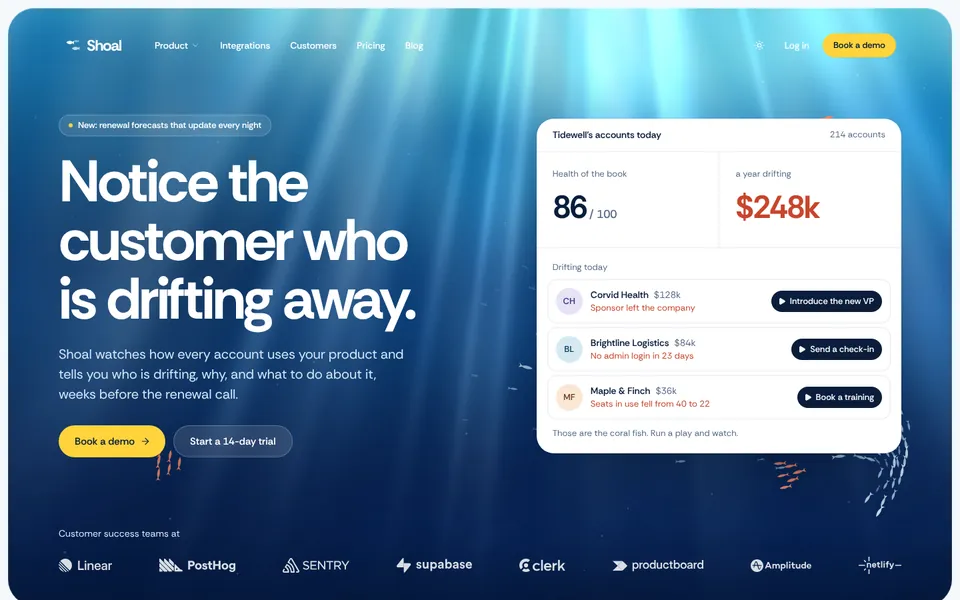 Shoal
Product
Integrations
Customers
Pricing
Blog
Log in
Book a demo
New: renewal forecasts that update every night
Notice the
customer who
is drifting away.
Shoal watches how every account uses your product and
tells you who is drifting, why, and what to do about it,
weeks before the renewal call.
Book a demo
Start a 14-day trial
Tidewell's accounts today
214 accounts
Health of the book
86 / 100
a year drifting
$248k
Drifting today
CH
Corvid Health $128k
Sponsor left the company
Introduce the new VP
BL
Brightline Logistics $84k
No admin login in 23 days
Send a check-in
MF
Maple & Finch $36k
Seats in use fell from 40 to 22
Book a training
Those are the coral fish. Run a play and watch.
Customer success teams at
Linear
PostHog
SENTRY
supabase
clerk
productboard
Amplitude
netlify